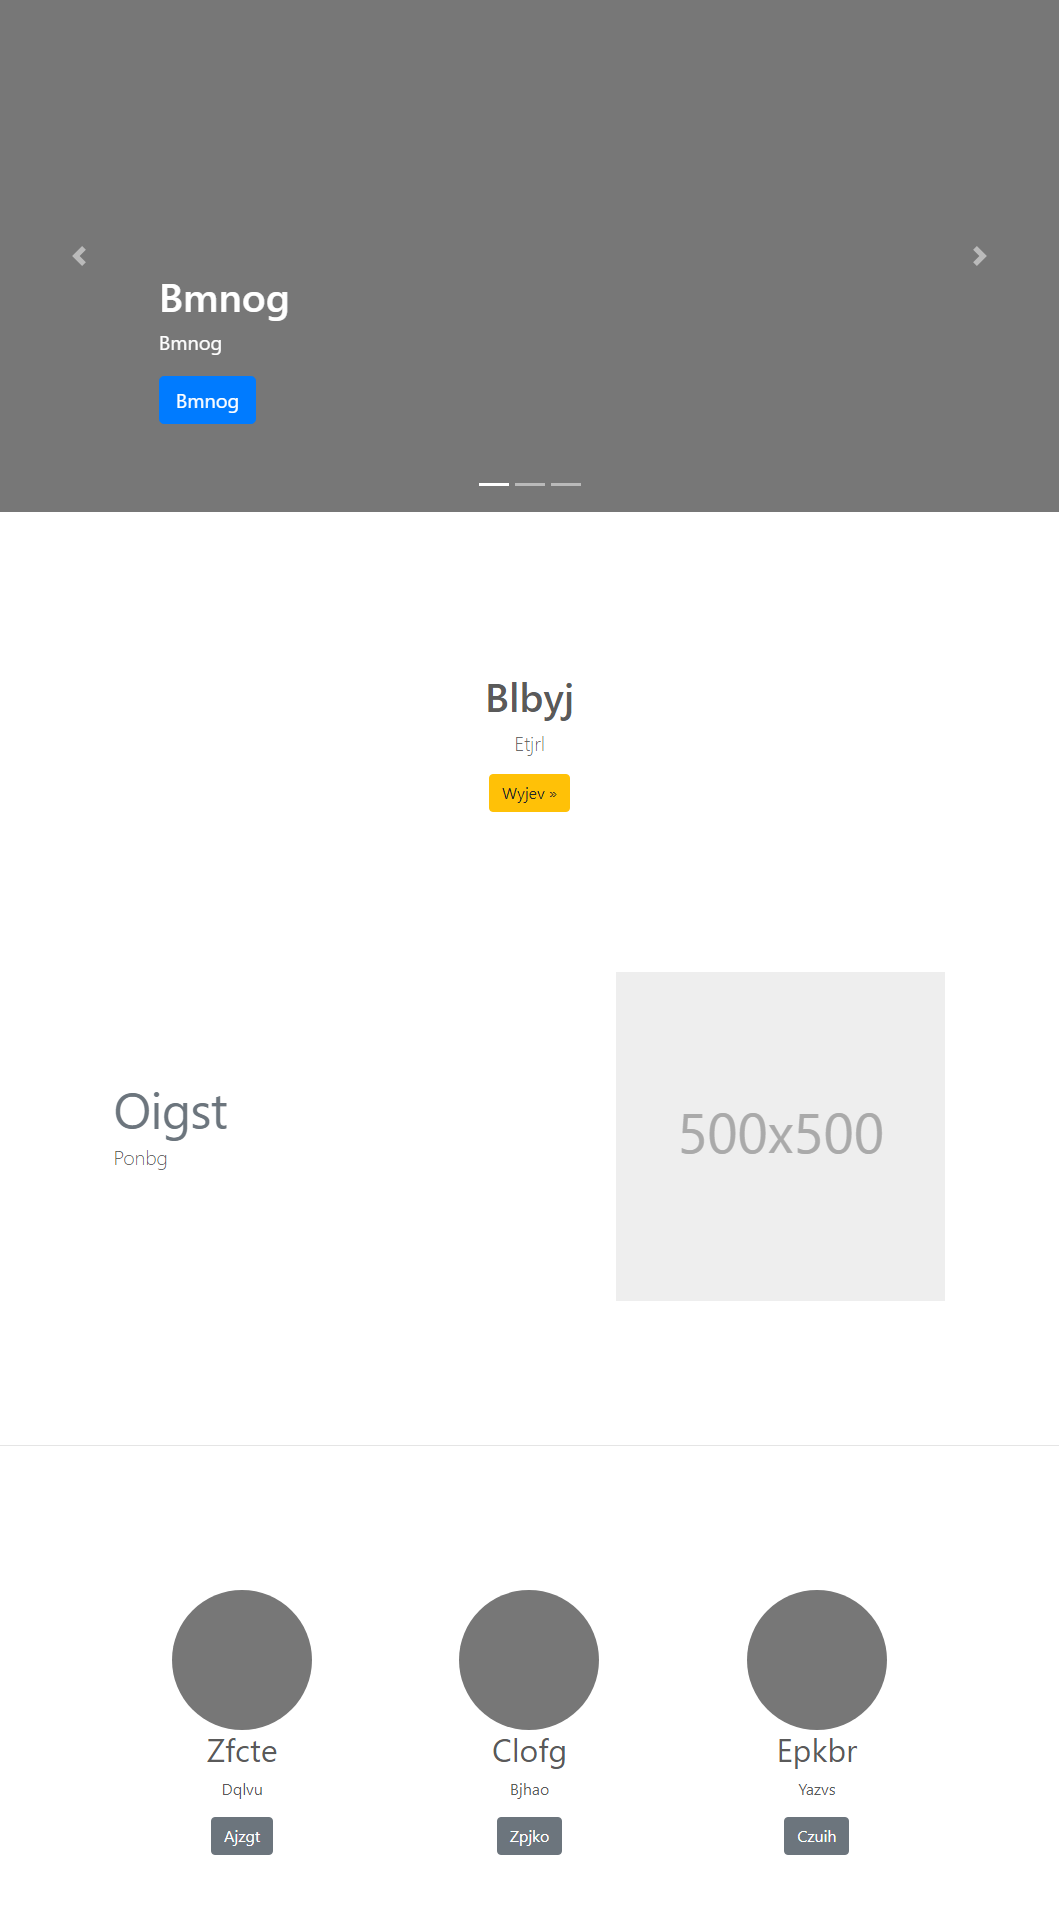 Bmnog
Bmnog
Bmnog
Blbyj
Etjrl
Wyjev »
Oigst
Ponbg
500x500
Zfcte
Clofg
Epkbr
Dqlvu
Bjhao
Yazvs
Ajzgt
Zpjko
Czuih